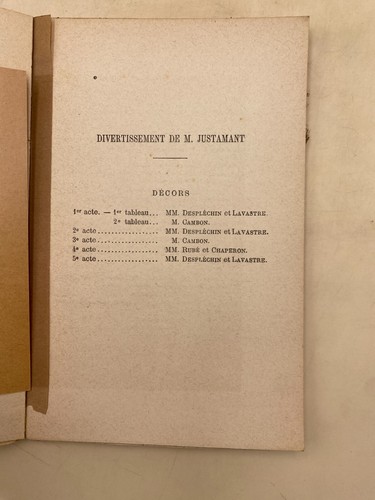 DIVERTISSEMENT DE M. JUSTAMANT
DÉCORS
1er acte. — 1er tableau... MM. DESPLÉCHIN et LAVASTRE.
2e tableau... M. CAMBON.
2e acte.................. MM. DESPLÉCHIN et LAVASTRE.
3e acte.................. M. CAMBON.
4e acte.................. MM. RUBÉ et CHAPERON.
5e acte.................. MM. DESPLÉCHIN et LAVASTRE.